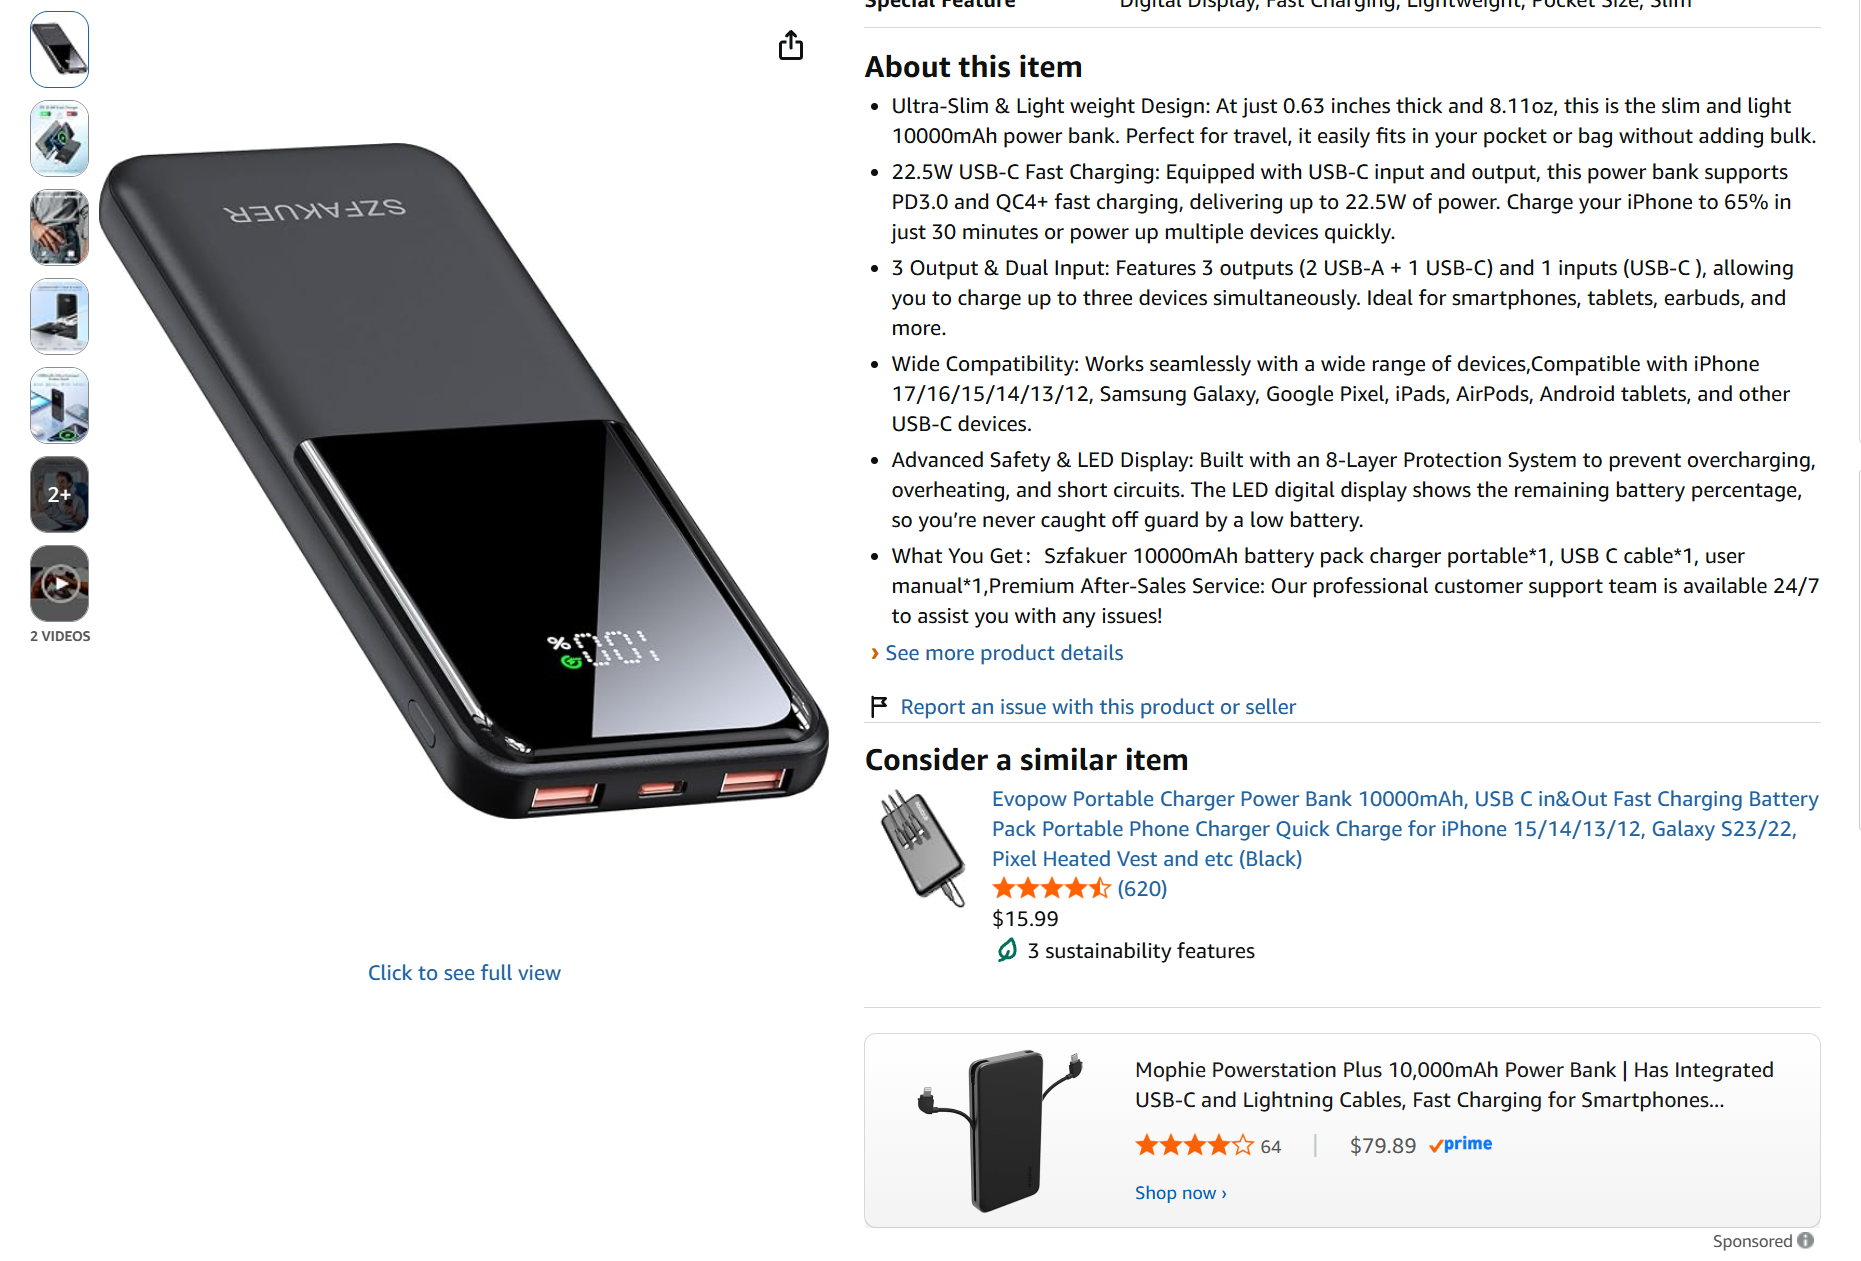 Special Feature Digital Display, Fast Charging, Lightweight, Pocket Size, Slim
About this item
Ultra-Slim & Light weight Design: At just 0.63 inches thick and 8.11oz, this is the slim and light
10000mAh power bank. Perfect for travel, it easily fits in your pocket or bag without adding bulk.
22.5W USB-C Fast Charging: Equipped with USB-C input and output, this power bank supports
PD3.0 and QC4+ fast charging, delivering up to 22.5W of power. Charge your iPhone to 65% in
just 30 minutes or power up multiple devices quickly.
3 Output & Dual Input: Features 3 outputs (2 USB-A + 1 USB-C) and 1 inputs (USB-C ), allowing
you to charge up to three devices simultaneously. Ideal for smartphones, tablets, earbuds, and
more.
Wide Compatibility: Works seamlessly with a wide range of devices,Compatible with iPhone
17/16/15/14/13/12, Samsung Galaxy, Google Pixel, iPads, AirPods, Android tablets, and other
USB-C devices.
Advanced Safety & LED Display: Built with an 8-Layer Protection System to prevent overcharging,
overheating, and short circuits. The LED digital display shows the remaining battery percentage,
so you’re never caught off guard by a low battery.
What You Get：Szfakuer 10000mAh battery pack charger portable*1, USB C cable*1, user
manual*1,Premium After-Sales Service: Our professional customer support team is available 24/7
to assist you with any issues!
› See more product details
Report an issue with this product or seller
Consider a similar item
Evopow Portable Charger Power Bank 10000mAh, USB C in&Out Fast Charging Battery
Pack Portable Phone Charger Quick Charge for iPhone 15/14/13/12, Galaxy S23/22,
Pixel Heated Vest and etc (Black)
(620)
$15.99
3 sustainability features
Mophie Powerstation Plus 10,000mAh Power Bank | Has Integrated
USB-C and Lightning Cables, Fast Charging for Smartphones...
64 | $79.89 prime
Shop now ›
Sponsored
SZFAKUER
100%
2+
2 VIDEOS
Click to see full view